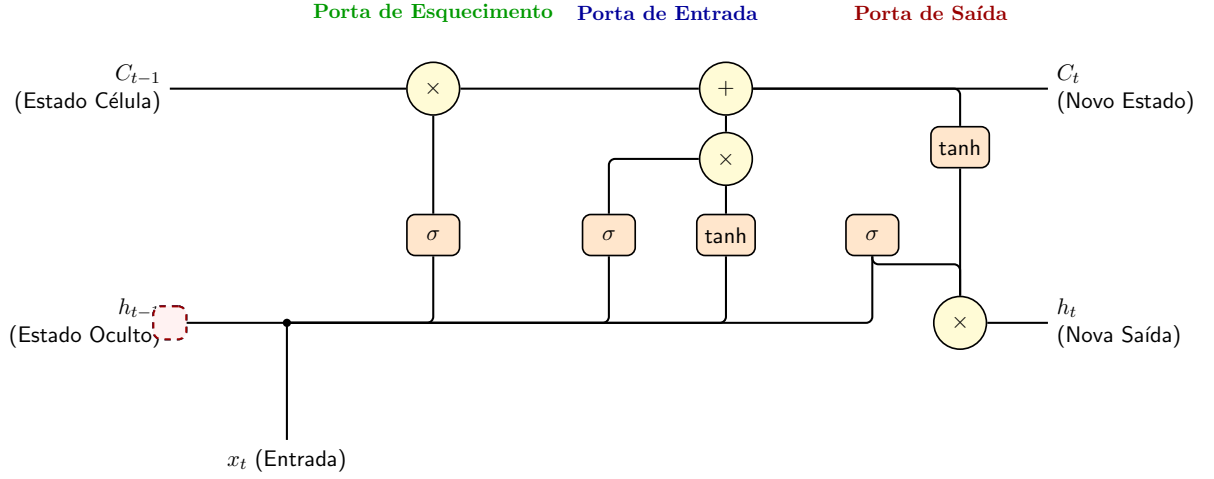 Porta de Esquecimento
Porta de Entrada
Porta de Saída
C_{t−1}
(Estado Célula)
×
+
C_t
(Novo Estado)
tanh
×
σ
σ
tanh
σ
(Estado Oculto)
×
h_t
(Nova Saída)
x_t (Entrada)